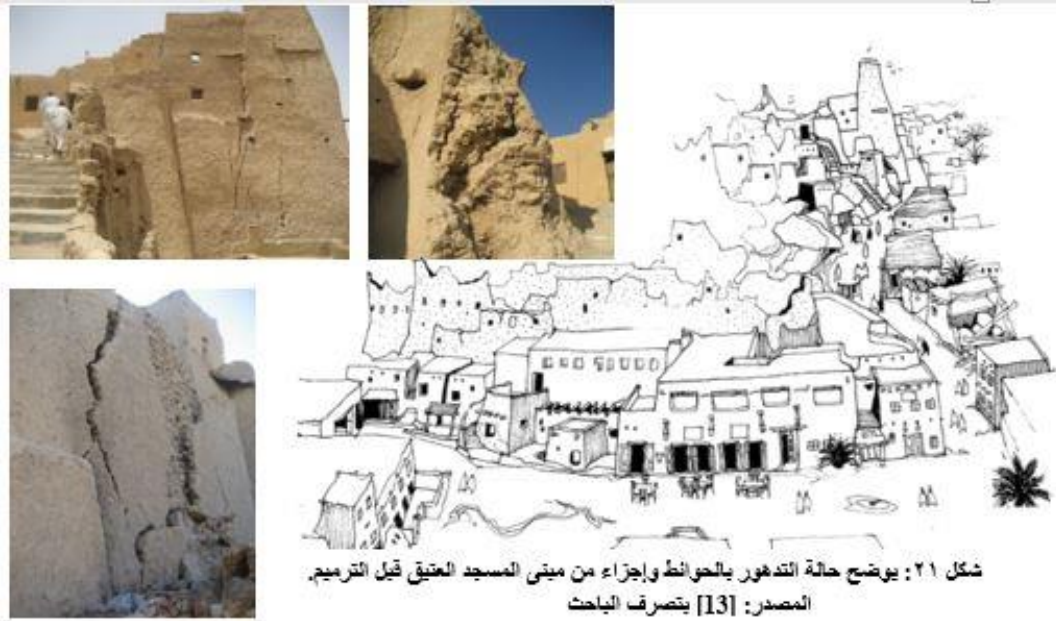 شكل ٢١: يوضح حالة التدهور بالحوائط وإجزاء من مبنى المسجد العتيق قبل الترميم.
المصدر: [13] بتصرف الباحث